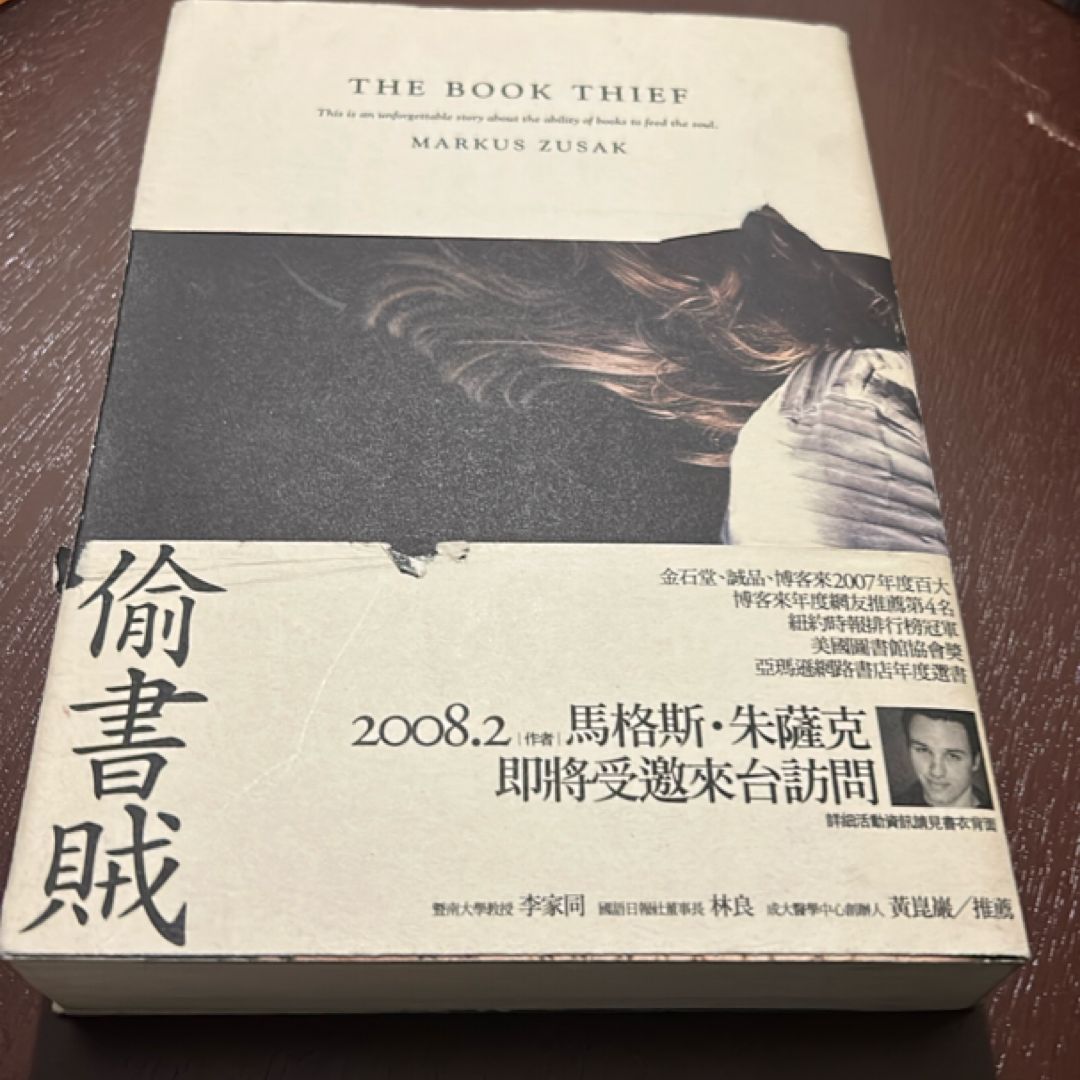 THE BOOK THIEF
This is an unforgettable story about the ability of books to feed the soul.
MARKUS ZUSAK
偷書賊
金石堂、誠品、博客來2007年度百大
博客來年度網友推薦第4名
紐約時報排行榜冠軍
美國圖書館協會獎
亞瑪遜網路書店年度選書
2008.2 |作者| 馬格斯・朱薩克
即將受邀來台訪問
詳細活動資訊請見書衣背面
暨南大學教授 李家同 國語日報社董事長 林良 成大醫學中心創辦人 黃崑巖／推薦